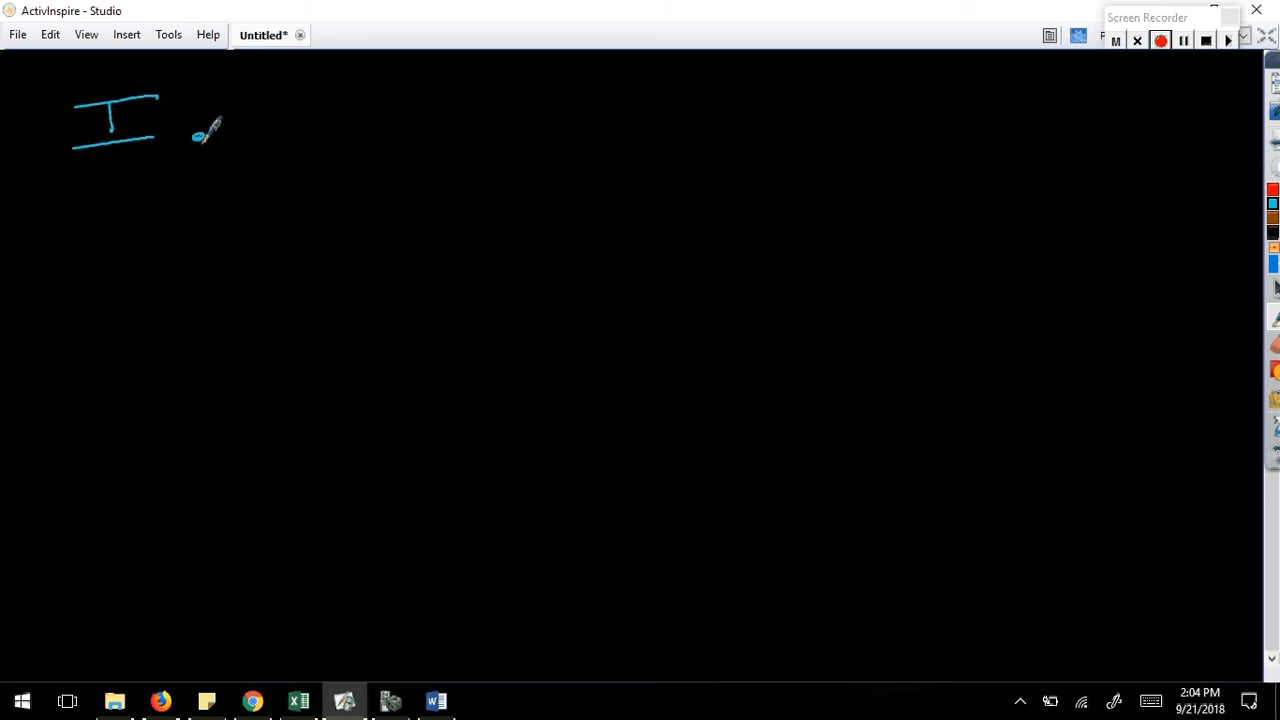 ActivInspire - Studio
File Edit View Insert Tools Help Untitled*
Screen Recorder
M
I.
2:04 PM
9/21/2018